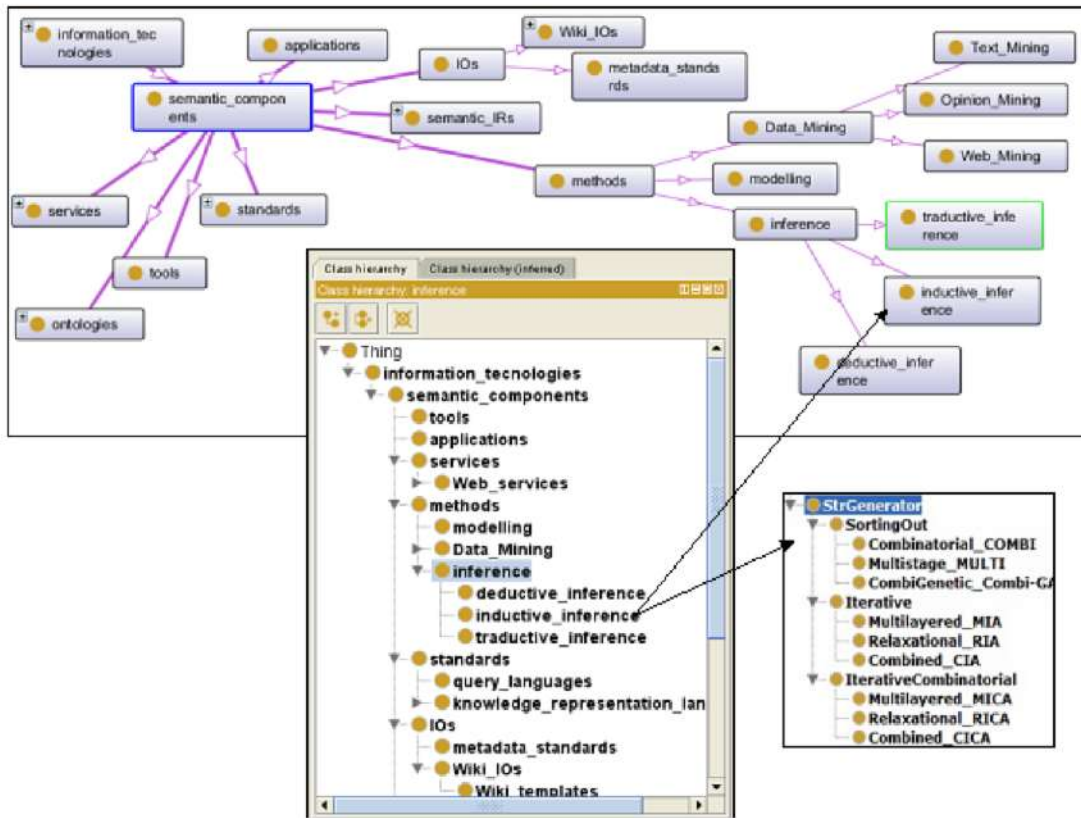 information_tec
nologies
applications
IOs
Wiki_IOs
metadata_standa
rds
Text_Mining
Opinion_Mining
Web_Mining
Data_Mining
semantic_compon
ents
semantic_IRs
methods
modelling
inference
traductive_infe
rence
inductive_infer
ence
deductive_infer
ence
services
standards
tools
ontologies
Class hierarchy
Class hierarchy (inferred)
Class hierarchy: inference
Thing
information_tecnologies
semantic_components
tools
applications
services
Web_services
methods
modelling
Data_Mining
inference
deductive_inference
inductive_inference
traductive_inference
standards
query_languages
knowledge_representation_lan
IOs
metadata_standards
Wiki_IOs
Wiki_templates
StrGenerator
SortingOut
Combinatorial_COMBI
Multistage_MULTI
CombiGenetic_Combi-GA
Iterative
Multilayered_MIA
Relaxational_RIA
Combined_CIA
IterativeCombinatorial
Multilayered_MICA
Relaxational_RICA
Combined_CICA